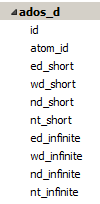 ados_d
id
atom_id
ed_short
wd_short
nd_short
nt_short
ed_infinite
wd_infinite
nd_infinite
nt_infinite